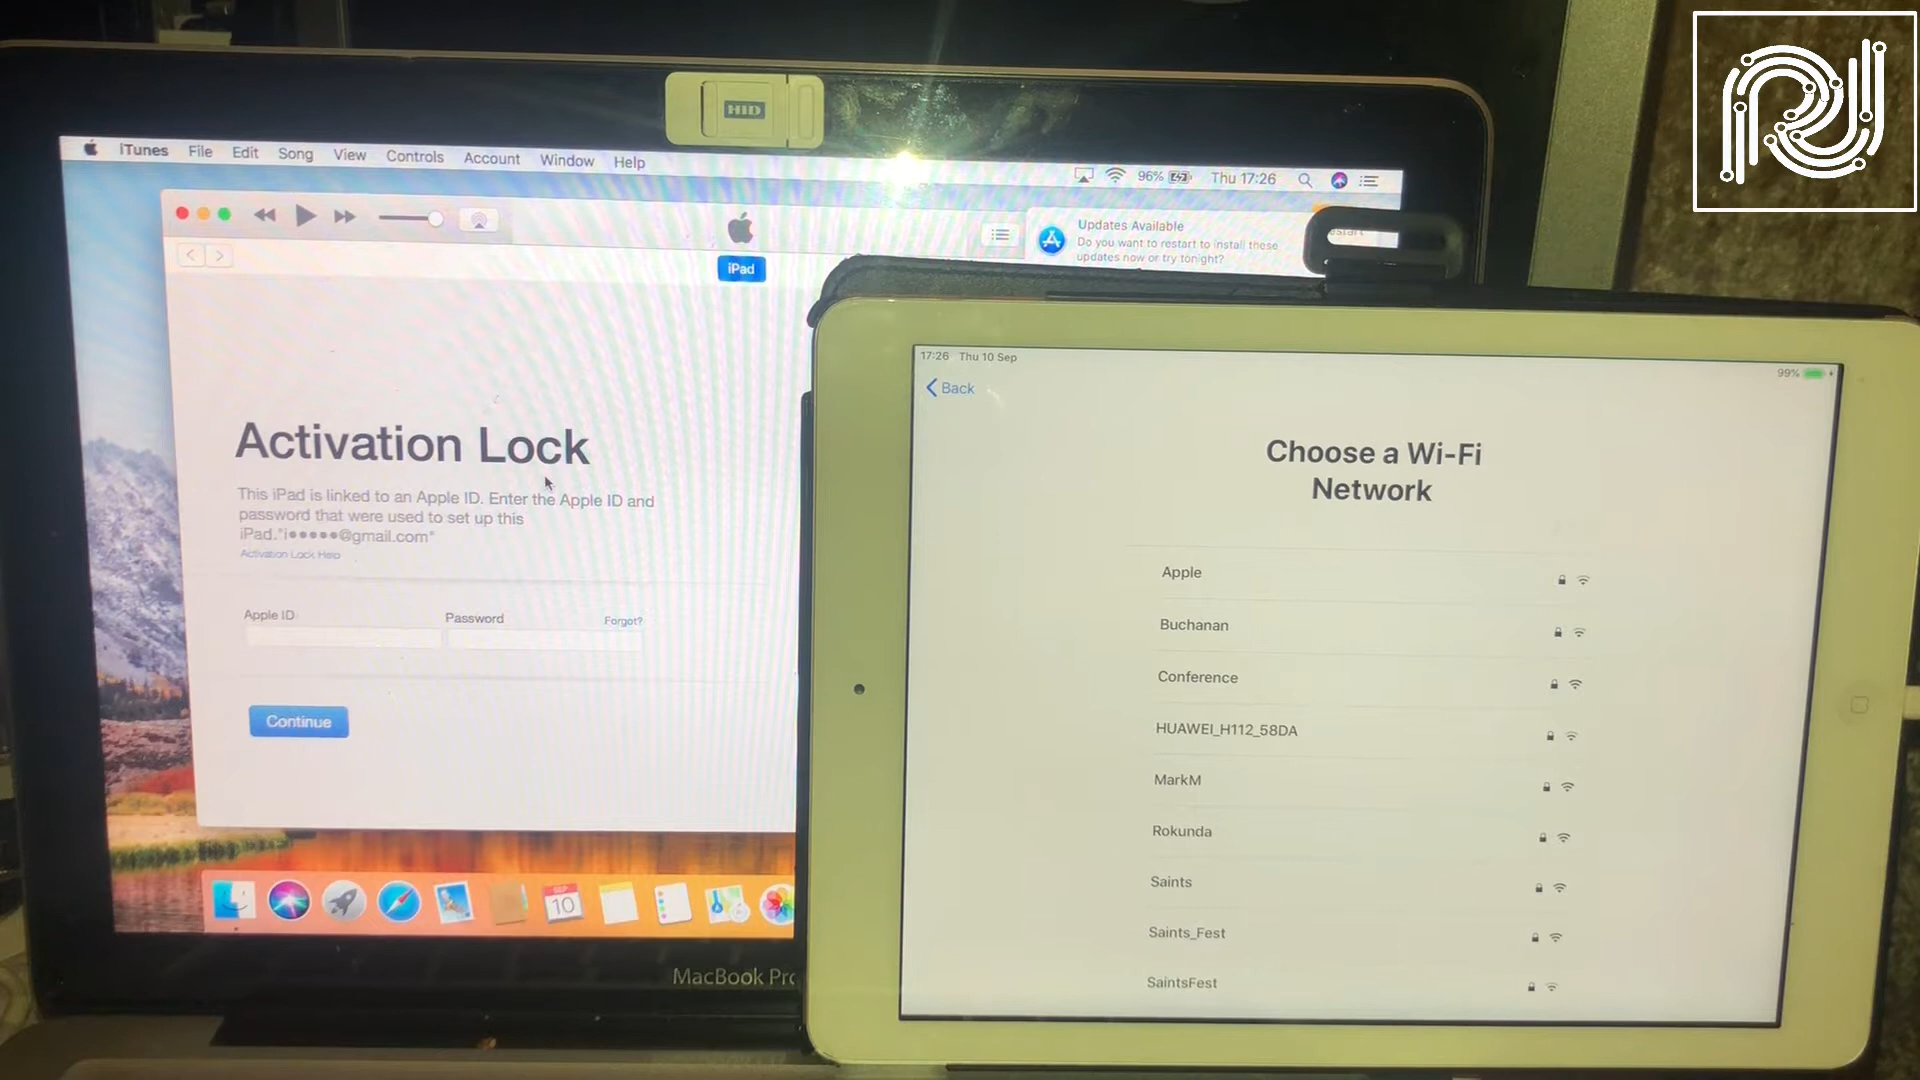 HID
iTunes File Edit Song View Controls Account Window Help
96% Thu 17:26
Updates Available
Do you want to restart to install these
updates now or try tonight?
iPad
Activation Lock
This iPad is linked to an Apple ID. Enter the Apple ID and
password that were used to set up this
iPad."i●●●●●@gmail.com"
Activation Lock Help
Apple ID
Password
Forgot?
Continue
SEP
10
MacBook Pro
17:26 Thu 10 Sep
99%
Back
Choose a Wi-Fi
Network
Apple
Buchanan
Conference
HUAWEI_H112_58DA
MarkM
Rokunda
Saints
Saints_Fest
SaintsFest